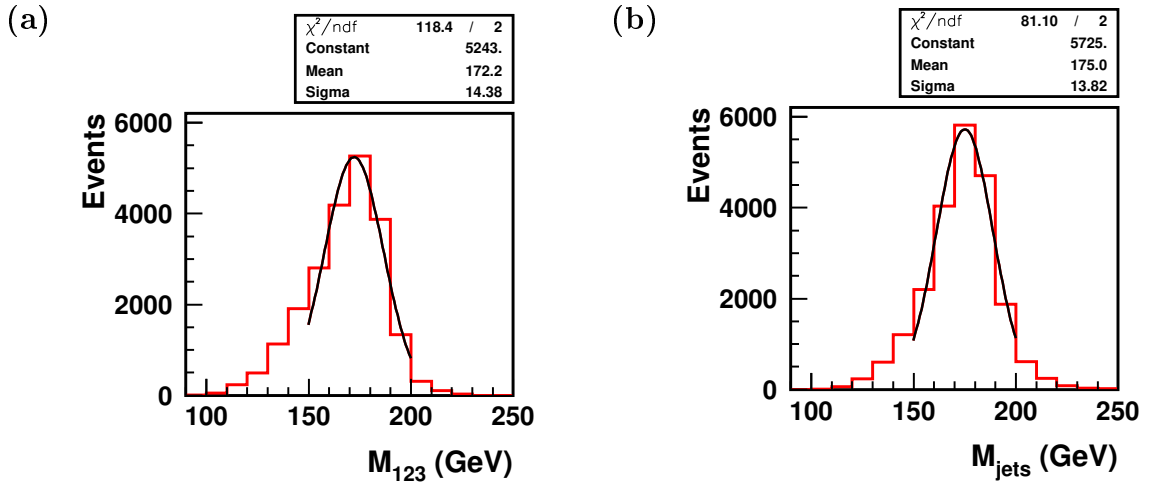 (a)
χ²/ndf 118.4 / 2
Constant 5243.
Mean 172.2
Sigma 14.38
Events
6000
4000
2000
0
100 150 200 250
M₁₂₃ (GeV)
(b)
χ²/ndf 81.10 / 2
Constant 5725.
Mean 175.0
Sigma 13.82
Events
6000
4000
2000
0
100 150 200 250
M_jets (GeV)